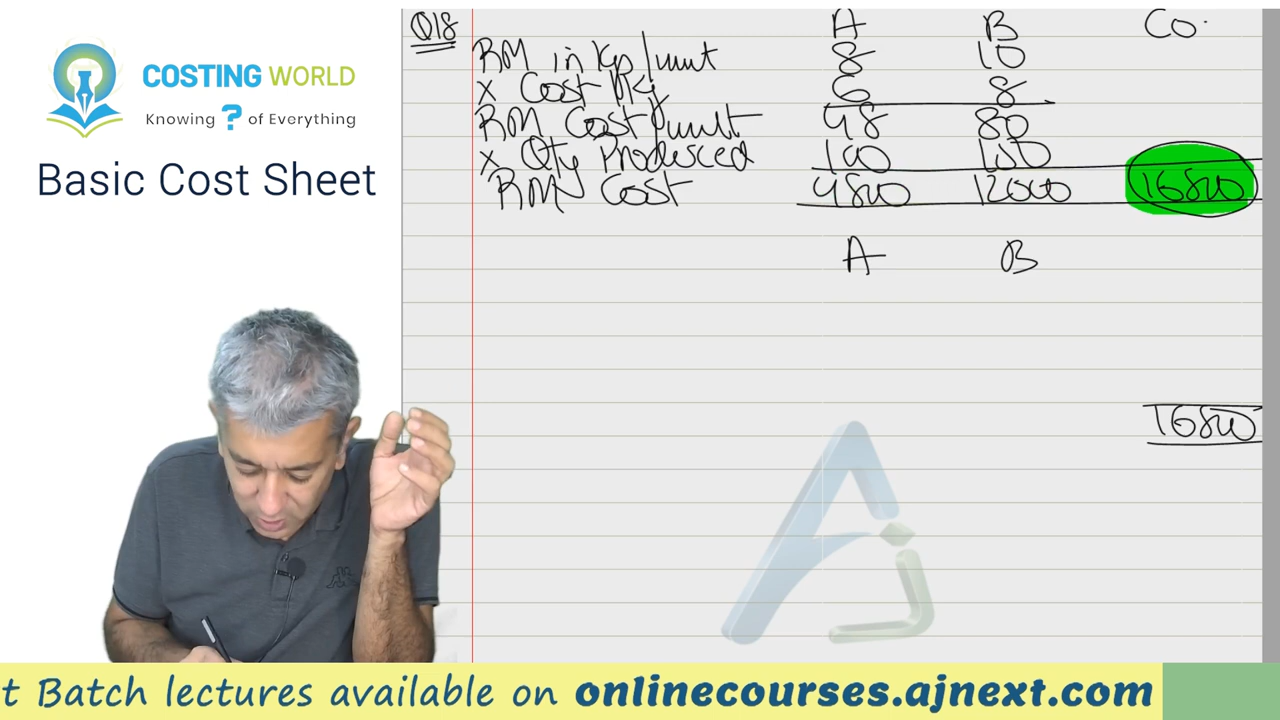 COSTING WORLD
Knowing ? of Everything
Basic Cost Sheet
Q18 A B Co.
RM in Kg/unit 8 10
x Cost PKg 6 8
RM Cost/unit 48 80
x Qty Produced 100 150
RM Cost 4800 12000 16800
A B
16800
t Batch lectures available on onlinecourses.ajnext.com